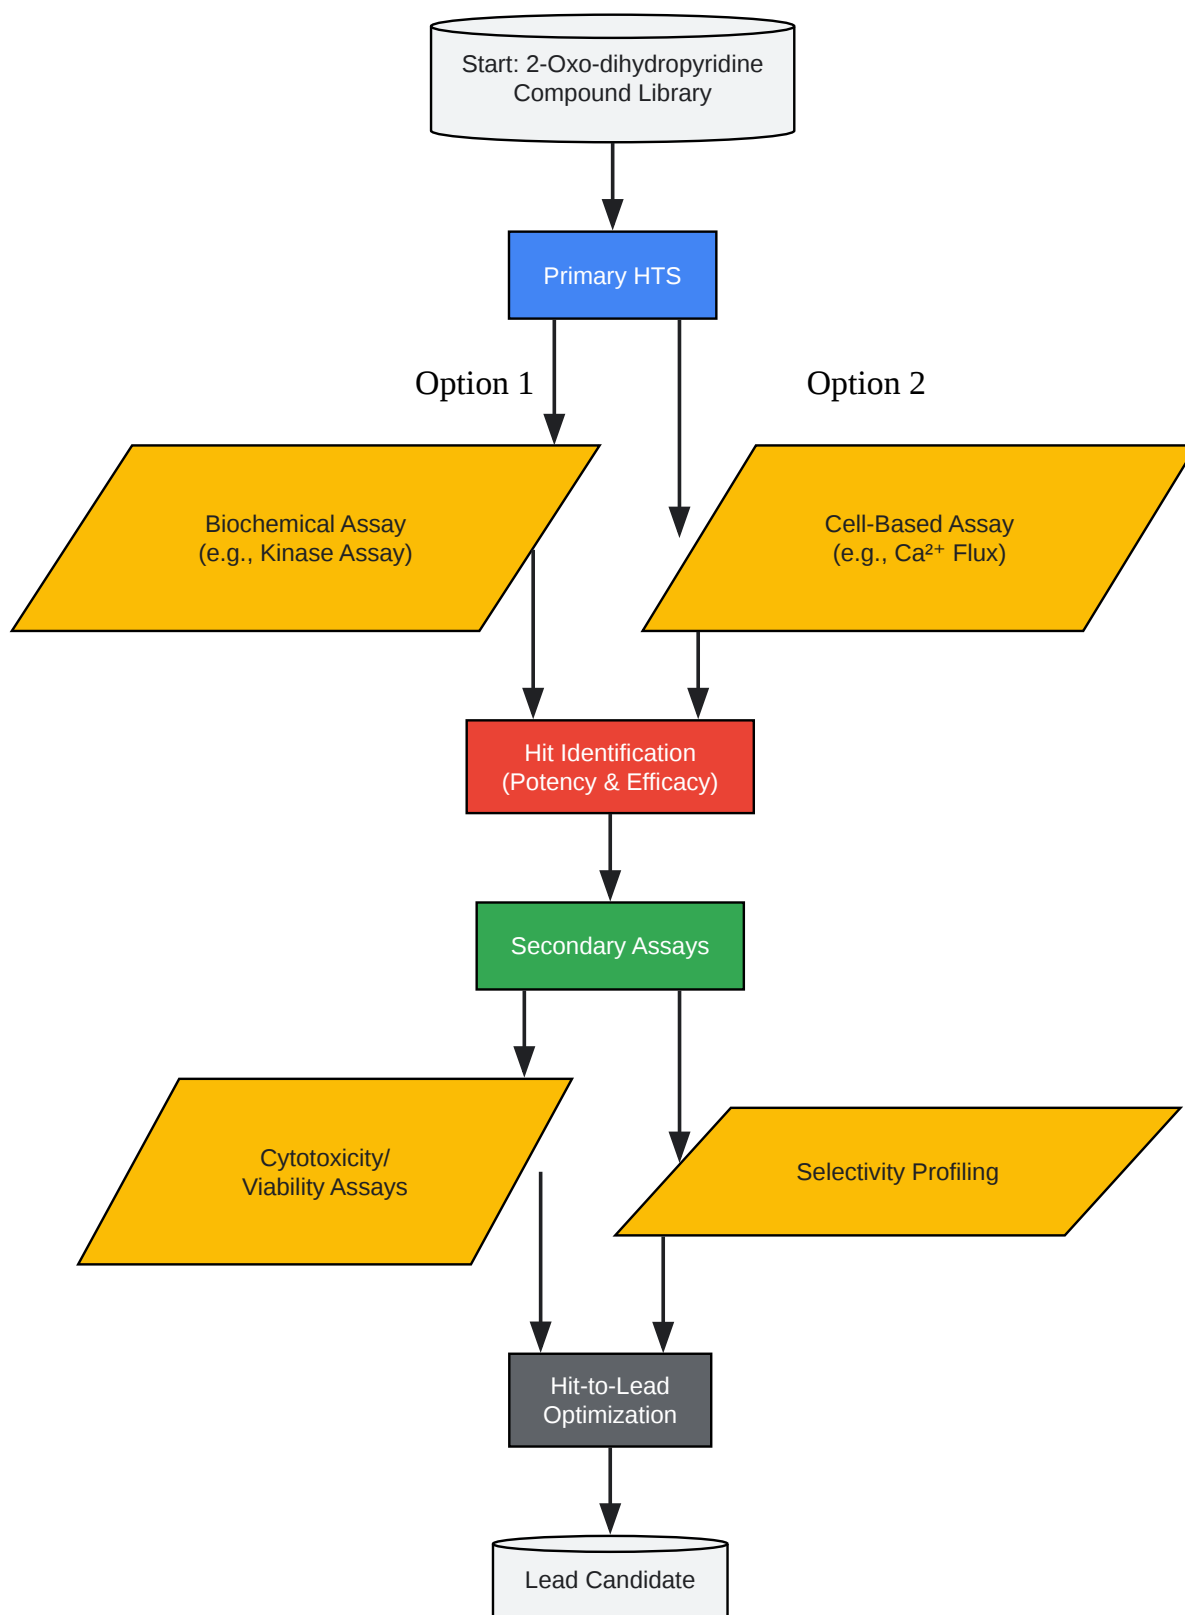 Start: 2-Oxo-dihydropyridine
Compound Library
Primary HTS
Option 1
Option 2
Biochemical Assay
(e.g., Kinase Assay)
Cell-Based Assay
(e.g., Ca²⁺ Flux)
Hit Identification
(Potency & Efficacy)
Secondary Assays
Cytotoxicity/
Viability Assays
Selectivity Profiling
Hit-to-Lead
Optimization
Lead Candidate